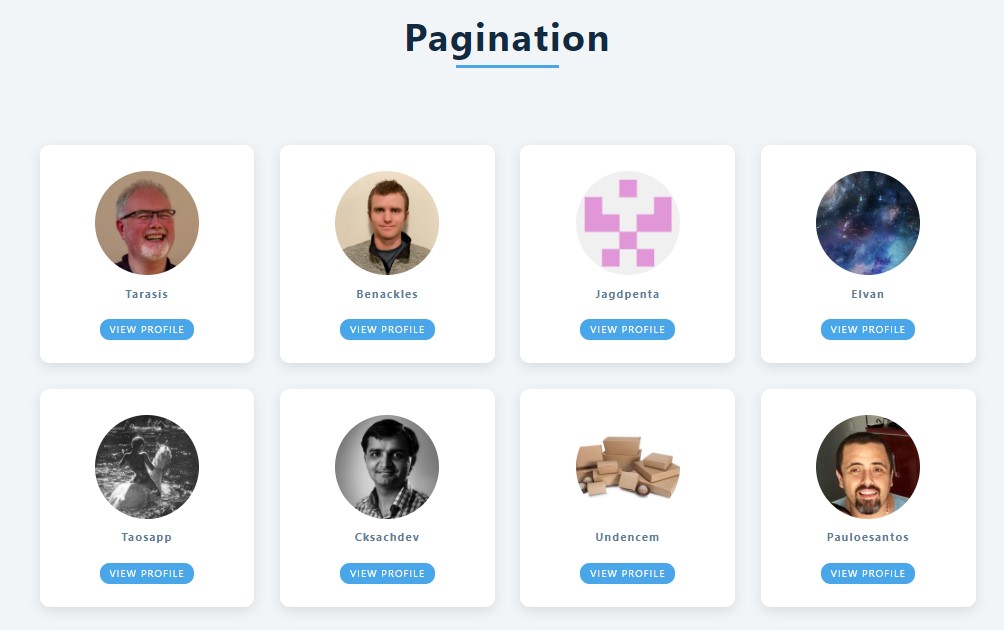 Pagination
Tarasis
Benackles
Jagdpenta
Elvan
VIEW PROFILE
VIEW PROFILE
VIEW PROFILE
VIEW PROFILE
Taosapp
Cksachdev
Undencem
Pauloesantos
VIEW PROFILE
VIEW PROFILE
VIEW PROFILE
VIEW PROFILE